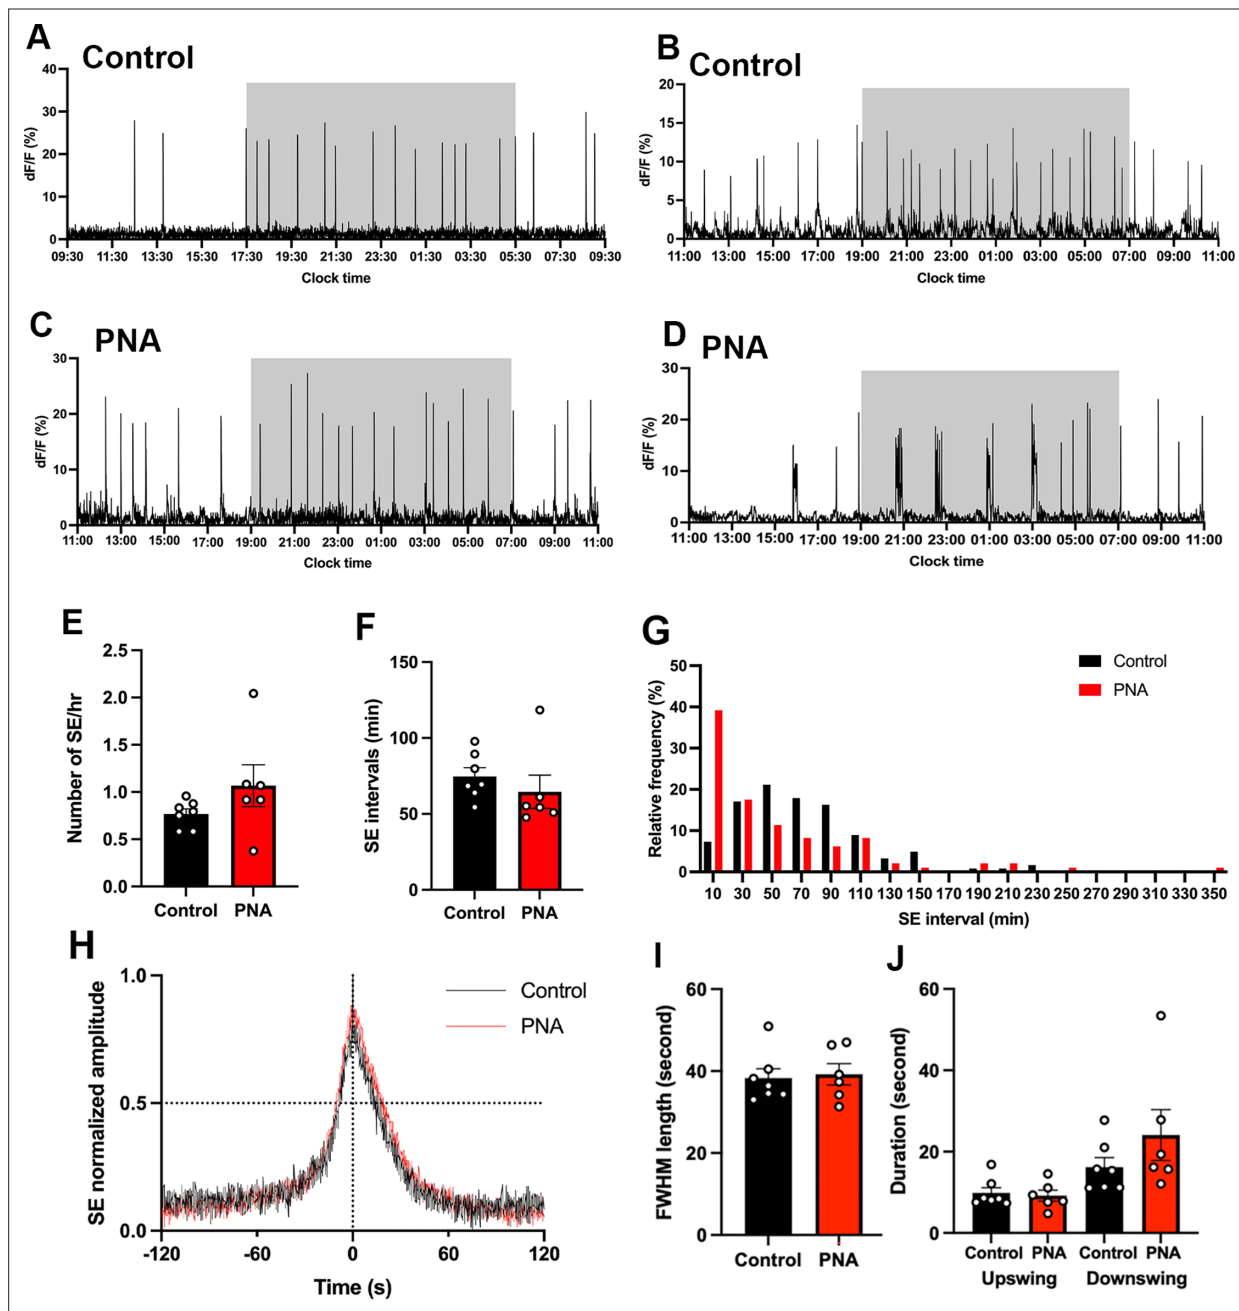 A
Control
40
30
20
10
0
dF/F (%)
09:30 11:30 13:30 15:30 17:30 19:30 21:30 23:30 01:30 03:30 05:30 07:30 09:30
Clock time
B
Control
20
15
10
5
0
dF/F (%)
11:00 13:00 15:00 17:00 19:00 21:00 23:00 01:00 03:00 05:00 07:00 09:00 11:00
Clock time
C
PNA
30
20
10
0
dF/F (%)
11:00 13:00 15:00 17:00 19:00 21:00 23:00 01:00 03:00 05:00 07:00 09:00 11:00
Clock time
D
PNA
30
20
10
0
dF/F (%)
11:00 13:00 15:00 17:00 19:00 21:00 23:00 01:00 03:00 05:00 07:00 09:00 11:00
Clock time
E
2.5
2.0
1.5
1.0
0.5
0.0
Number of SE/hr
Control PNA
F
150
100
50
0
SE intervals (min)
Control PNA
G
Control
PNA
50
40
30
20
10
0
Relative frequency (%)
10 30 50 70 90 110 130 150 190 210 230 250 270 290 310 330 350
SE interval (min)
H
Control
PNA
1.0
0.5
0.0
SE normalized amplitude
-120 -60 0 60 120
Time (s)
I
60
40
20
0
FWHM length (second)
Control PNA
J
60
40
20
0
Duration (second)
Control PNA Control PNA
Upswing Downswing